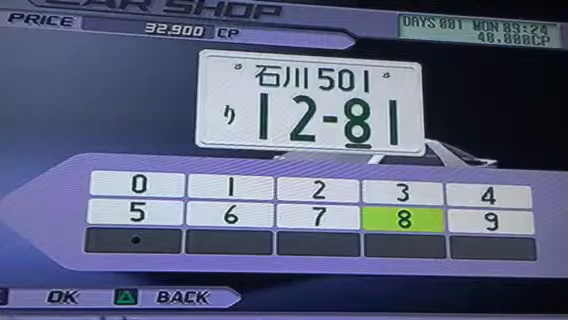 CAR SHOP
PRICE 32,900 CP
DAYS 001 MON 09:24
40,000CP
石川 501
り 12-81
0 1 2 3 4
5 6 7 8 9
・
OK BACK